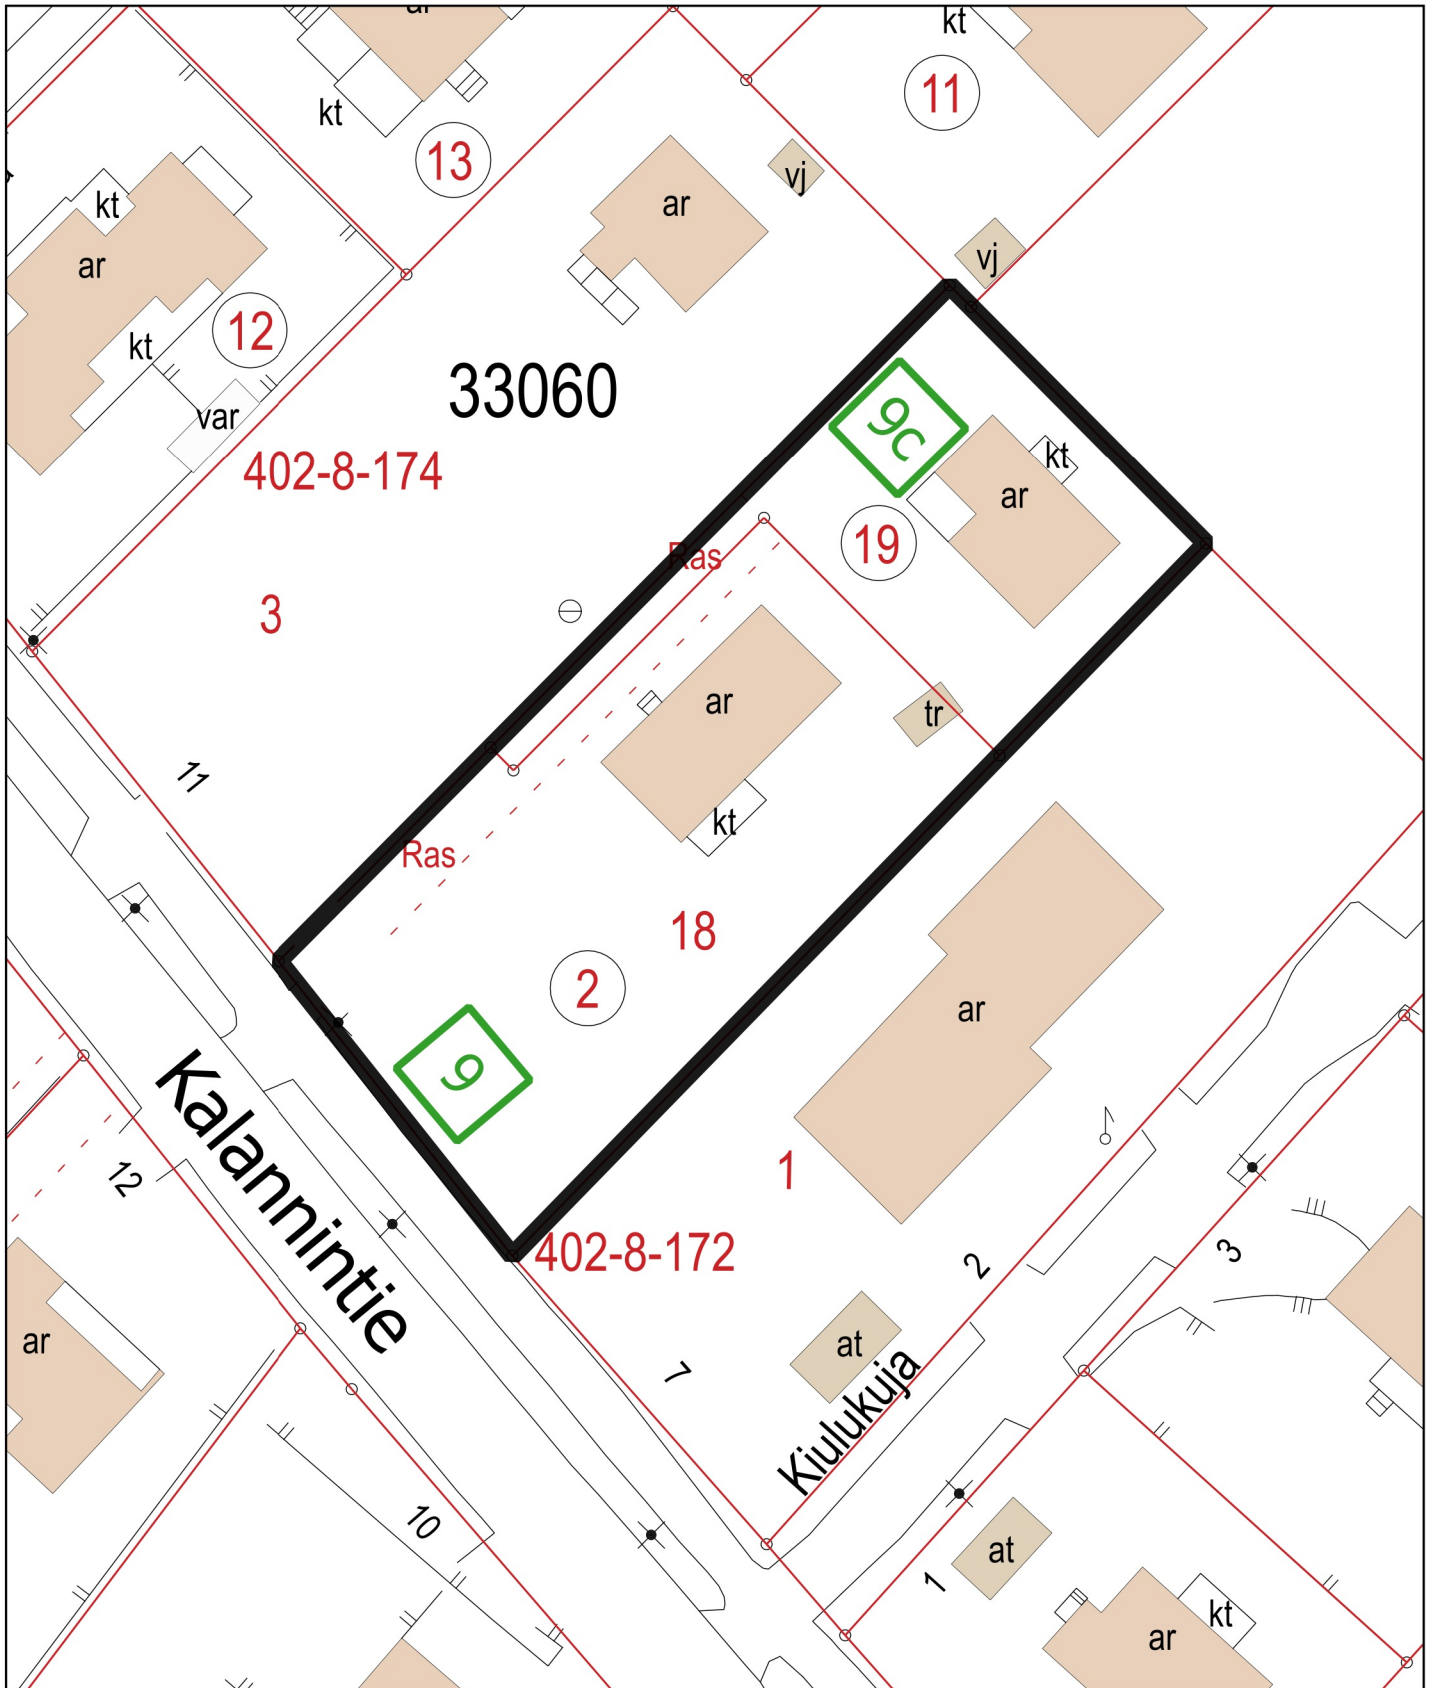 ar
kt
11
kt
13
kt
ar
vj
ar
12
vj
kt
33060
var
402-8-174
9c
kt
ar
Ras
19
3
ar
tr
11
kt
Ras
18
2
ar
9
Kalannintie
12
1
402-8-172
2
3
ar
at
7
Kiulukuja
10
at
1
kt
ar